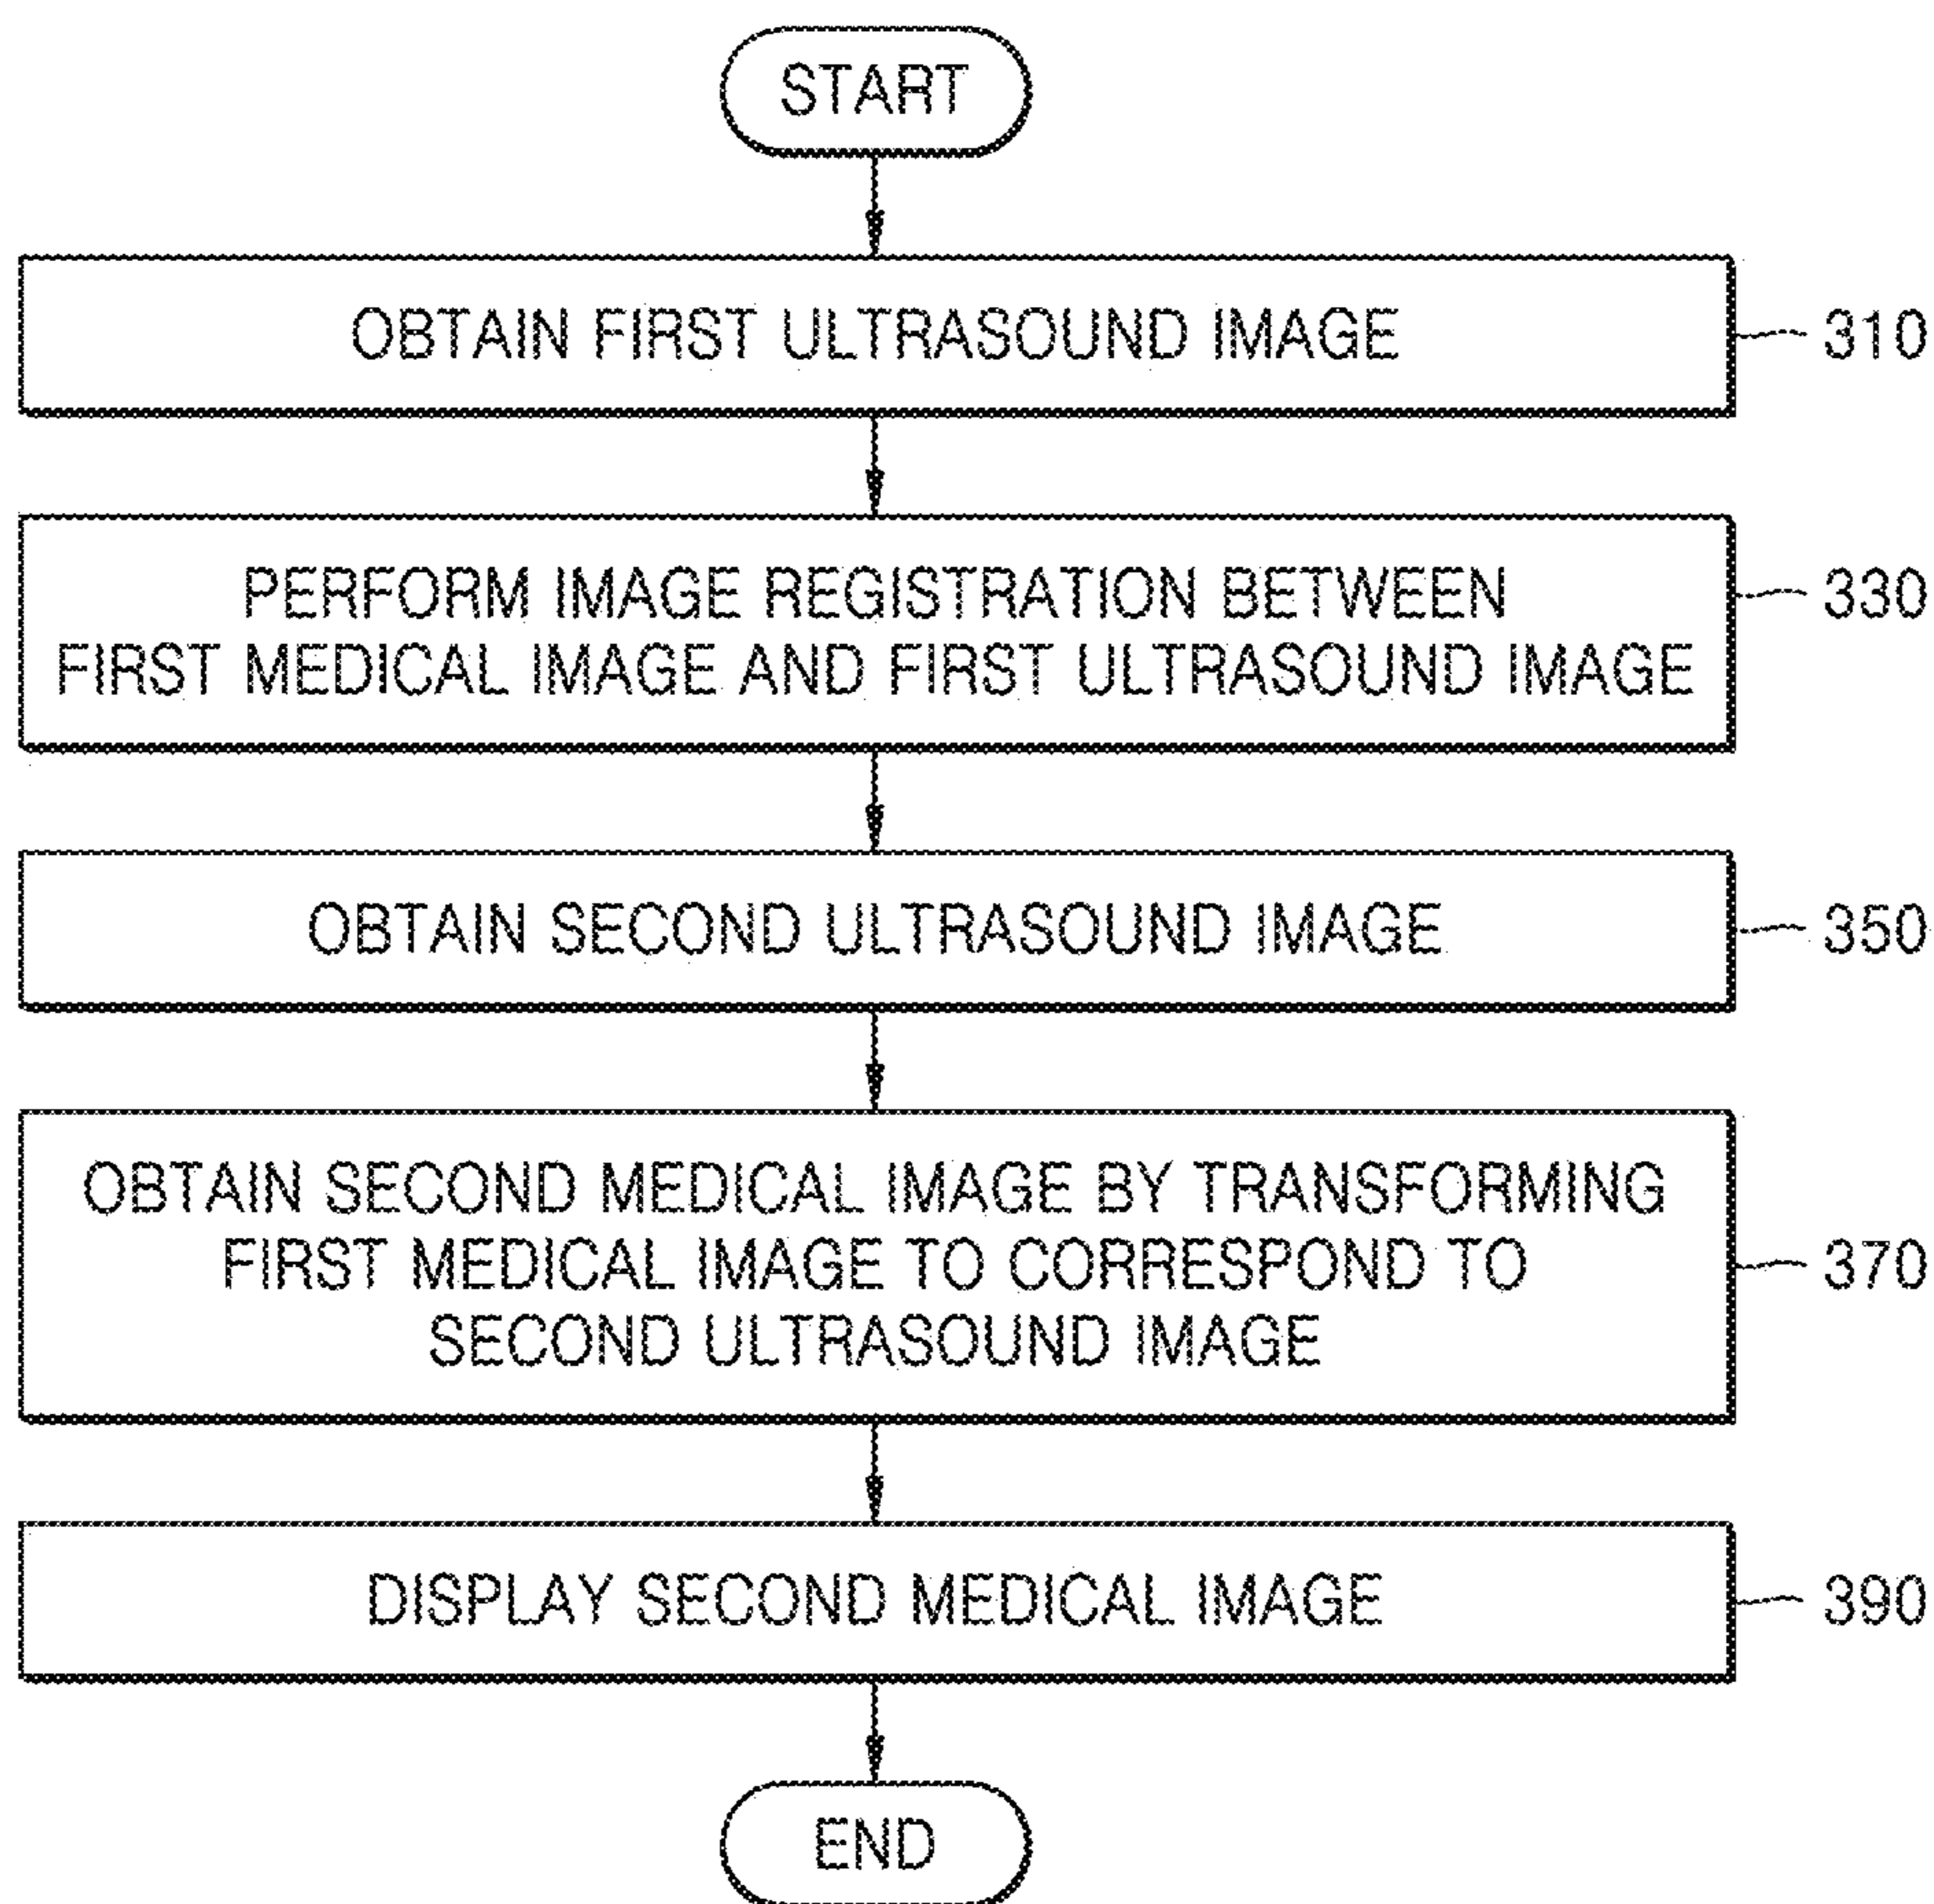 START
OBTAIN FIRST ULTRASOUND IMAGE
310
PERFORM IMAGE REGISTRATION BETWEEN
FIRST MEDICAL IMAGE AND FIRST ULTRASOUND IMAGE
330
OBTAIN SECOND ULTRASOUND IMAGE
350
OBTAIN SECOND MEDICAL IMAGE BY TRANSFORMING
FIRST MEDICAL IMAGE TO CORRESPOND TO
SECOND ULTRASOUND IMAGE
370
DISPLAY SECOND MEDICAL IMAGE
390
END